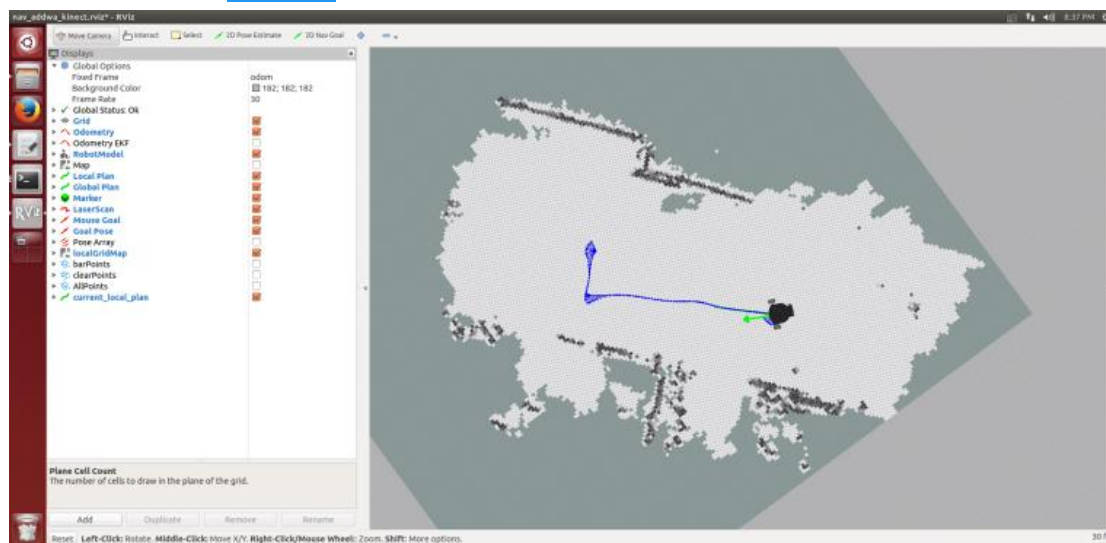 nav_addwa_kinect.rviz* - RViz
8:37 PM
Move Camera Interact Select 2D Pose Estimate 2D Nav Goal
Displays
Global Options
Fixed Frame odom
Background Color 182; 182; 182
Frame Rate 30
Global Status: Ok
Grid
Odometry
Odometry EKF
RobotModel
Map
Local Plan
Global Plan
Marker
LaserScan
Mouse Goal
Goal Pose
Pose Array
localGridMap
barPoints
clearPoints
AllPoints
current_local_plan
RViz
Plane Cell Count
The number of cells to draw in the plane of the grid.
Add Duplicate Remove Rename
Reset Left-Click: Rotate. Middle-Click: Move X/Y. Right-Click/Mouse Wheel: Zoom. Shift: More options.
30 f